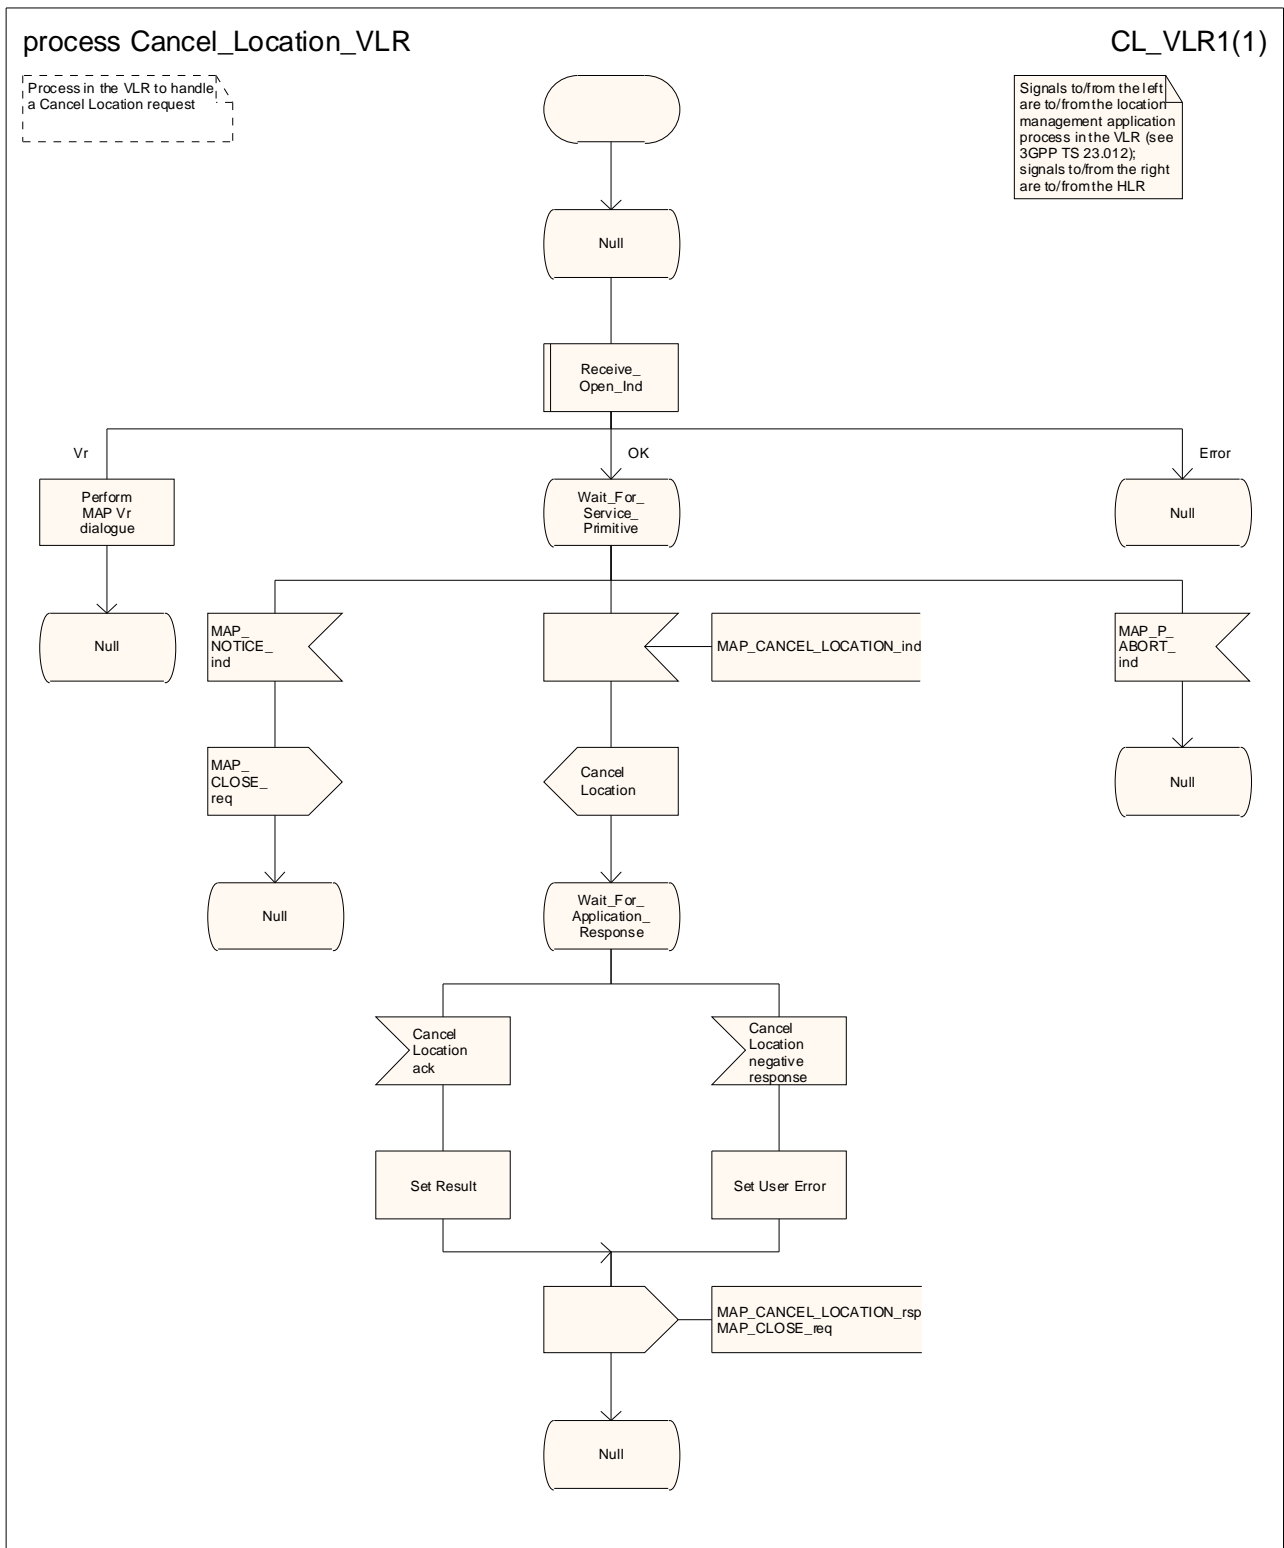 process Cancel_Location_VLR
CL_VLR1(1)
Process in the VLR to handle
a Cancel Location request
Signals to/from the left
are to/from the location
management application
process in the VLR (see
3GPP TS 23.012);
signals to/from the right
are to/from the HLR
Null
Receive_
Open_Ind
Vr
OK
Error
Perform
MAP Vr
dialogue
Wait_For_
Service_
Primitive
Null
Null
MAP_
NOTICE_
ind
MAP_CANCEL_LOCATION_ind
MAP_P_
ABORT_
ind
MAP_
CLOSE_
req
Cancel
Location
Null
Null
Wait_For_
Application_
Response
Cancel
Location
ack
Cancel
Location
negative
response
Set Result
Set User Error
MAP_CANCEL_LOCATION_rsp
MAP_CLOSE_req
Null